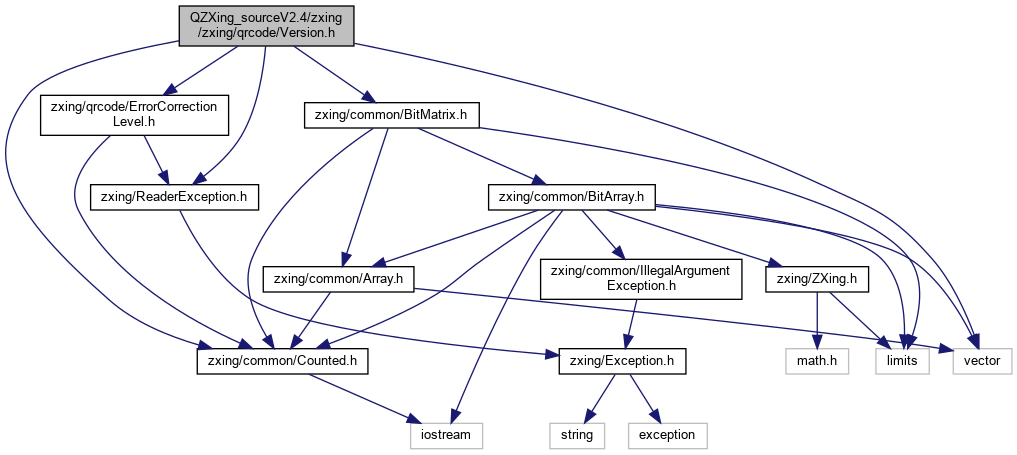 QZXing_sourceV2.4/zxing
/zxing/qrcode/Version.h
zxing/qrcode/ErrorCorrection
Level.h
zxing/common/BitMatrix.h
zxing/ReaderException.h
zxing/common/BitArray.h
zxing/common/Array.h
zxing/common/IllegalArgument
Exception.h
zxing/ZXing.h
zxing/common/Counted.h
zxing/Exception.h
math.h
limits
vector
iostream
string
exception